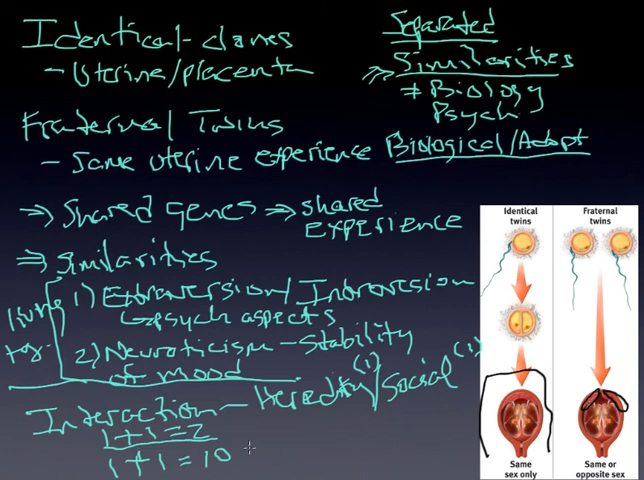 Identical-clones
- Uterine/placenta
Fraternal Twins
- Same uterine experience
⇒ Shared genes ⇒ shared experience
⇒ Similarities
living tog.
1) Extraversion/Introversion
psych aspects
2) Neuroticism - Stability
of mood
Interaction - Heredity (1) / Social (1)
1+1=2
1+1=10
Separated
⇒ Similarities
⇒ Biology
Psych
Biological/Adopt
Identical twins
Fraternal twins
Same sex only
Same or opposite sex